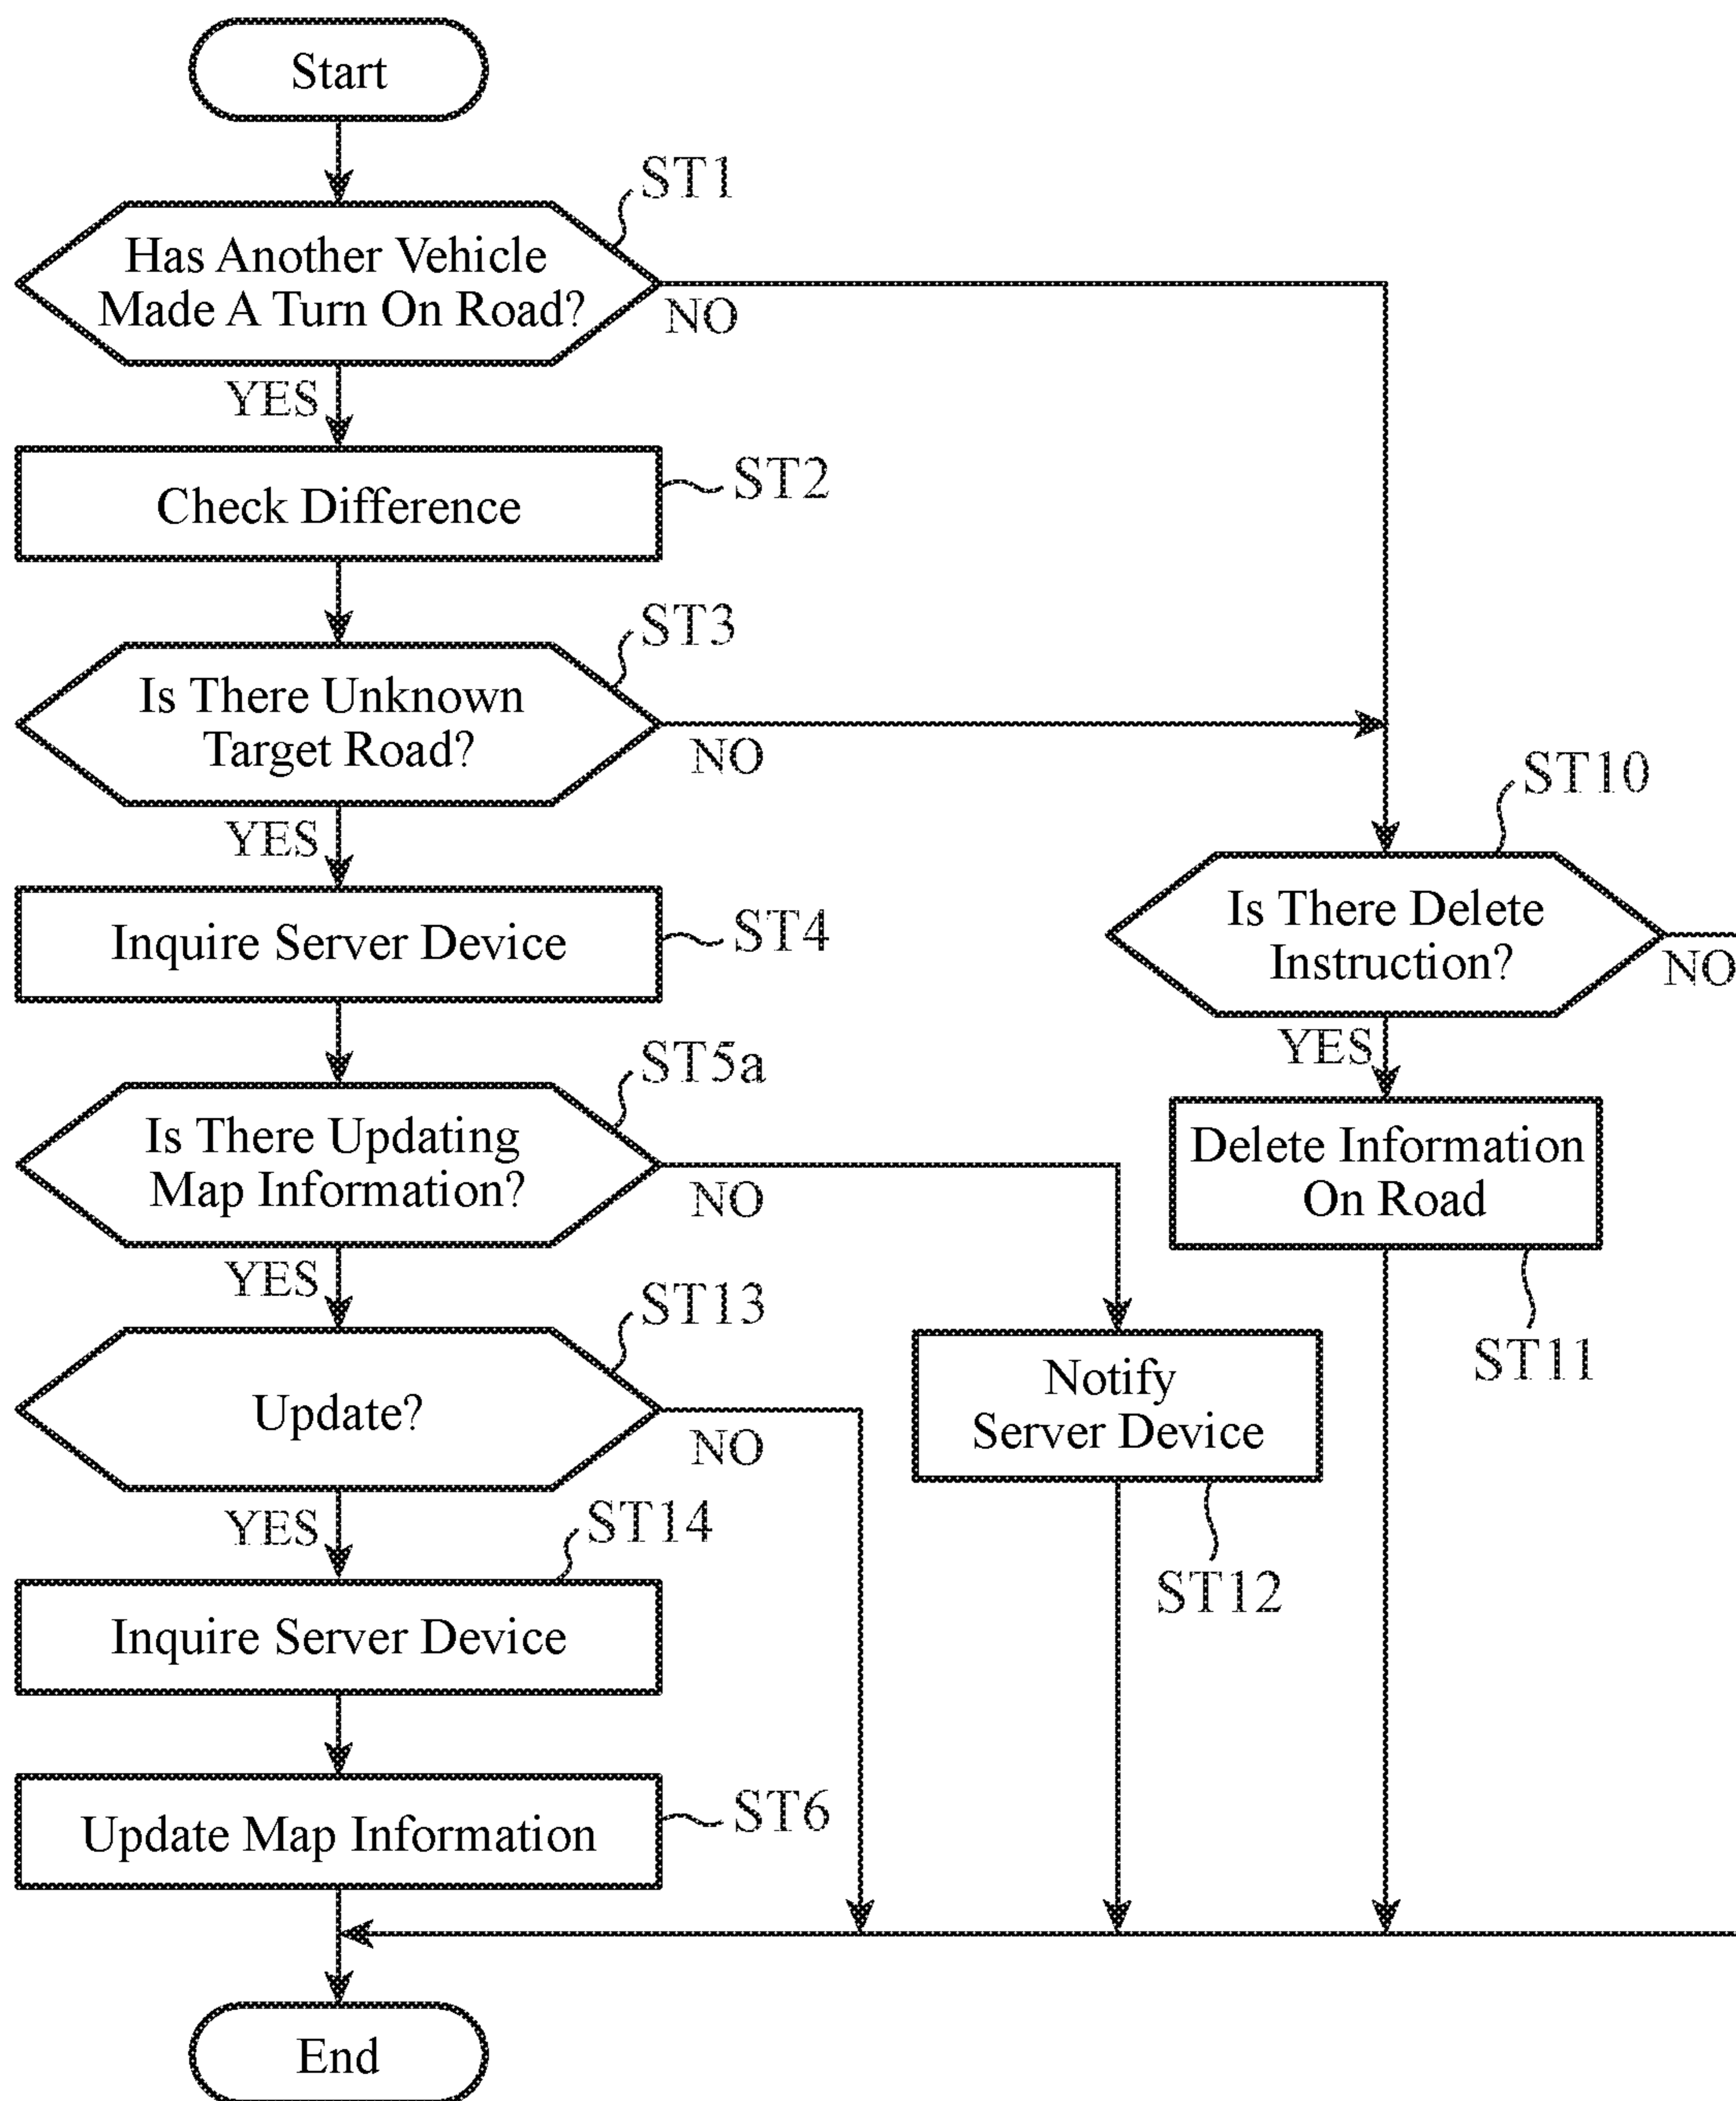 Start
ST1
Has Another Vehicle
Made A Turn On Road?
NO
YES
ST2
Check Difference
ST3
Is There Unknown
Target Road?
NO
YES
ST10
Is There Delete
Instruction?
NO
YES
ST4
Inquire Server Device
ST5a
Is There Updating
Map Information?
NO
YES
Delete Information
On Road
ST11
ST13
Update?
NO
YES
Notify
Server Device
ST12
ST14
Inquire Server Device
ST6
Update Map Information
End